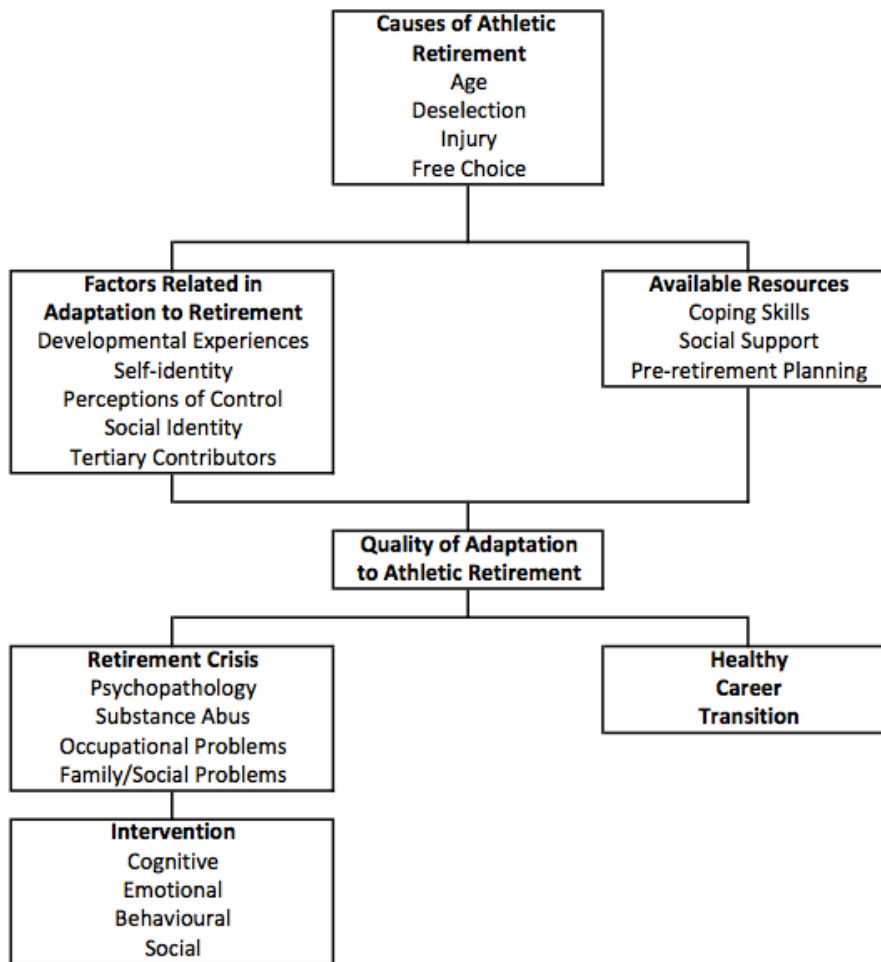 Causes of Athletic
Retirement
Age
Deselection
Injury
Free Choice
Factors Related in
Adaptation to Retirement
Developmental Experiences
Self-identity
Perceptions of Control
Social Identity
Tertiary Contributors
Available Resources
Coping Skills
Social Support
Pre-retirement Planning
Quality of Adaptation
to Athletic Retirement
Retirement Crisis
Psychopathology
Substance Abus
Occupational Problems
Family/Social Problems
Healthy
Career
Transition
Intervention
Cognitive
Emotional
Behavioural
Social